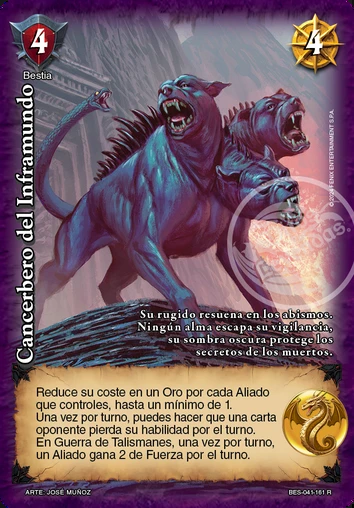 4
4
Bestia
Cancerbero del Inframundo
© 2024 FENIX ENTERTAINMENT S.P.A.
Su rugido resuena en los abismos.
Ningún alma escapa su vigilancia,
su sombra oscura protege los
secretos de los muertos.
Reduce su coste en un Oro por cada Aliado
que controles, hasta un mínimo de 1.
Una vez por turno, puedes hacer que una carta
oponente pierda su habilidad por el turno.
En Guerra de Talismanes, una vez por turno,
un Aliado gana 2 de Fuerza por el turno.
ARTE: JOSÉ MUÑOZ
BES-041-161 R